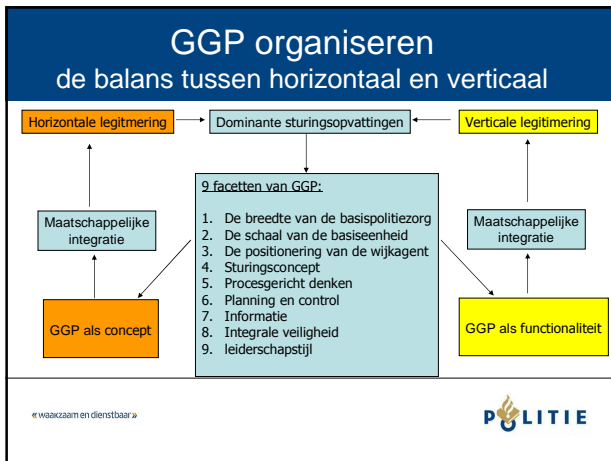 GGP organiseren
de balans tussen horizontaal en verticaal
Horizontale legitmering
Dominante sturingsopvattingen
Verticale legitimering
9 facetten van GGP:
1. De breedte van de basispolitiezorg
2. De schaal van de basiseenheid
3. De positionering van de wijkagent
4. Sturingsconcept
5. Procesgericht denken
6. Planning en control
7. Informatie
8. Integrale veiligheid
9. leiderschapstijl
Maatschappelijke
integratie
Maatschappelijke
integratie
GGP als concept
GGP als functionaliteit
« waakzaam en dienstbaar »
POLITIE